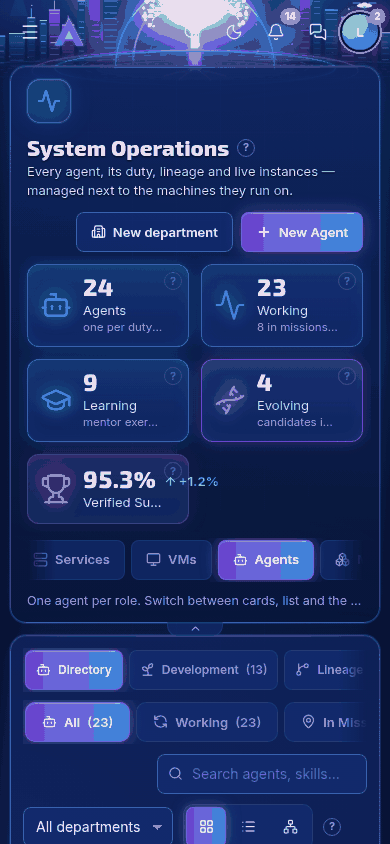 14
2
L
System Operations ?
Every agent, its duty, lineage and live instances —
managed next to the machines they run on.
New department
+ New Agent
24 ?
Agents
one per duty...
23 ?
Working
8 in missions...
9 ?
Learning
mentor exer...
4 ?
Evolving
candidates i...
95.3% ? ↑ +1.2%
Verified Su...
Services VMs Agents
One agent per role. Switch between cards, list and the ...
Directory Development (13) Lineage
All (23) Working (23) In Miss
Search agents, skills...
All departments ?